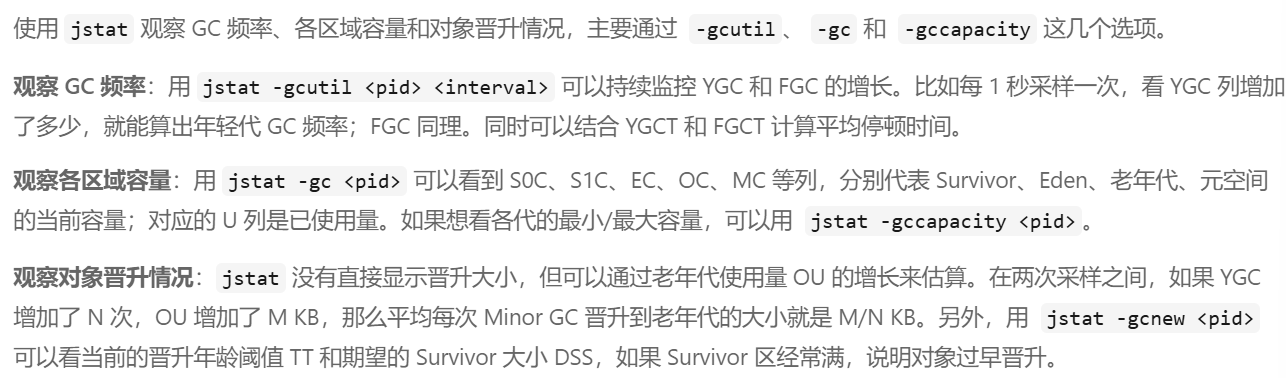 使用 jstat 观察 GC 频率、各区域容量和对象晋升情况，主要通过 -gcutil、 -gc 和 -gccapacity 这几个选项。
观察 GC 频率：用 jstat -gcutil <pid> <interval> 可以持续监控 YGC 和 FGC 的增长。比如每 1 秒采样一次，看 YGC 列增加
了多少，就能算出年轻代 GC 频率；FGC 同理。同时可以结合 YGCT 和 FGCT 计算平均停顿时间。
观察各区域容量：用 jstat -gc <pid> 可以看到 S0C、S1C、EC、OC、MC 等列，分别代表 Survivor、Eden、老年代、元空间
的当前容量；对应的 U 列是已使用量。如果想看各代的最小/最大容量，可以用 jstat -gccapacity <pid>。
观察对象晋升情况：jstat 没有直接显示晋升大小，但可以通过老年代使用量 OU 的增长来估算。在两次采样之间，如果 YGC
增加了 N 次，OU 增加了 M KB，那么平均每次 Minor GC 晋升到老年代的大小就是 M/N KB。另外，用 jstat -gcnew <pid>
可以看当前的晋升年龄阈值 TT 和期望的 Survivor 大小 DSS，如果 Survivor 区经常满，说明对象过早晋升。